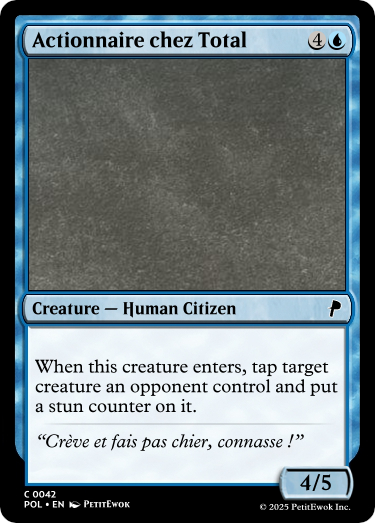 Actionnaire chez Total 4
Creature — Human Citizen
When this creature enters, tap target
creature an opponent control and put
a stun counter on it.
“Crève et fais pas chier, connasse !”
4/5
C 0042
POL • EN PetitEwok
© 2025 PetitEwok Inc.